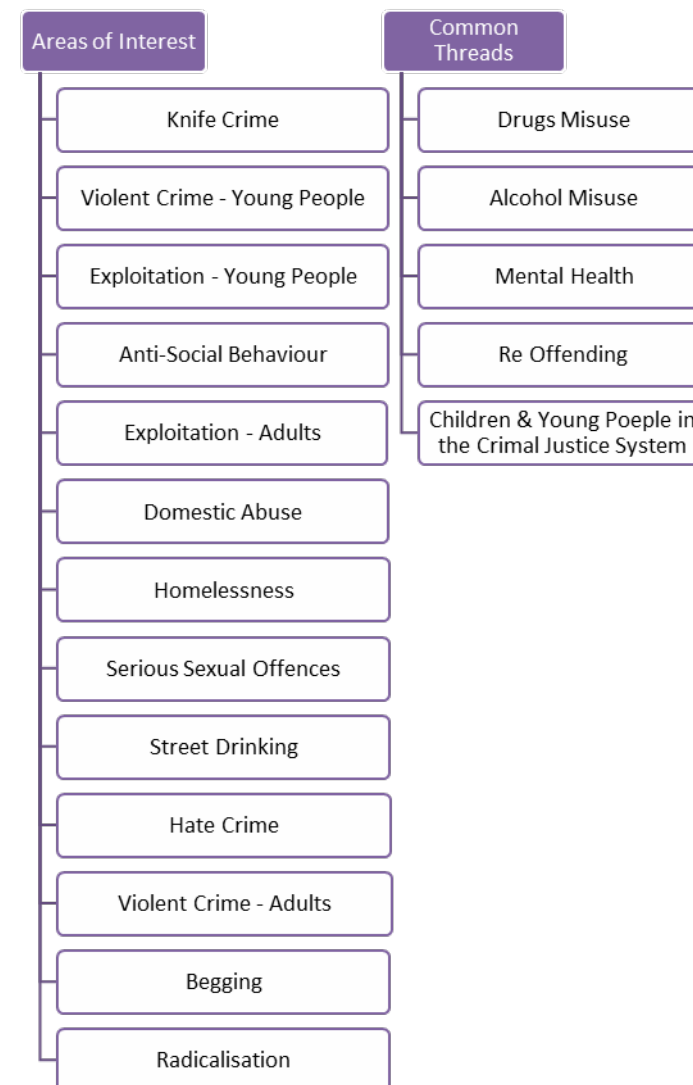 Areas of Interest
Knife Crime
Violent Crime - Young People
Exploitation - Young People
Anti-Social Behaviour
Exploitation - Adults
Domestic Abuse
Homelessness
Serious Sexual Offences
Street Drinking
Hate Crime
Violent Crime - Adults
Begging
Radicalisation
Common
Threads
Drugs Misuse
Alcohol Misuse
Mental Health
Re Offending
Children & Young Poeple in
the Crimal Justice System